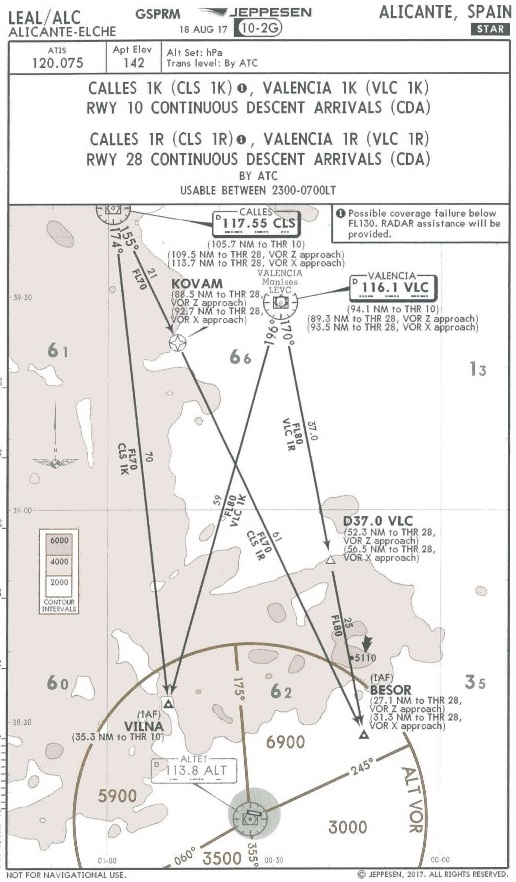 LEAL/ALC
ALICANTE-ELCHE
GSPRM
JEPPESEN
18 AUG 17
10-2G
ALICANTE, SPAIN
STAR
ATIS
120.075
Apt Elev
142
Alt Set: hPa
Trans level: By ATC
CALLES 1K (CLS 1K)❶, VALENCIA 1K (VLC 1K)
RWY 10 CONTINUOUS DESCENT ARRIVALS (CDA)
CALLES 1R (CLS 1R)❶, VALENCIA 1R (VLC 1R)
RWY 28 CONTINUOUS DESCENT ARRIVALS (CDA)
BY ATC
USABLE BETWEEN 2300-0700LT
❶ Possible coverage failure below
FL130. RADAR assistance will be
provided.
CALLES
D 117.55 CLS
(105.7 NM to THR 10)
(109.5 NM to THR 28, VOR Z approach)
(113.7 NM to THR 28, VOR X approach)
174°
155°
21
FL70
KOVAM
(88.5 NM to THR 28,
VOR Z approach)
(92.7 NM to THR 28,
VOR X approach)
VALENCIA
Manises
LEVC
VALENCIA
D 116.1 VLC
(94.1 NM to THR 10)
(89.3 NM to THR 28, VOR Z approach)
(93.5 NM to THR 28, VOR X approach)
196°
170°
39-30
61
66
13
N
70
FL70
CLS 1K
59
FL80
VLC 1K
61
FL70
CLS 1R
37.0
FL80
VLC 1R
39-00
D37.0 VLC
(52.3 NM to THR 28,
VOR Z approach)
(56.5 NM to THR 28,
VOR X approach)
6000
4000
2000
CONTOUR
INTERVALS
25
FL80
5110
60
62
35
(IAF)
BESOR
(27.1 NM to THR 28,
VOR Z approach)
(31.3 NM to THR 28,
VOR X approach)
38-30
(IAF)
VILNA
(35.3 NM to THR 10)
175°
6900
ALTET
D 113.8 ALT
245°
ALT VOR
5900
3000
060°
3500
355°
01-00
00-30
00-00
NOT FOR NAVIGATIONAL USE.
© JEPPESEN, 2017. ALL RIGHTS RESERVED.